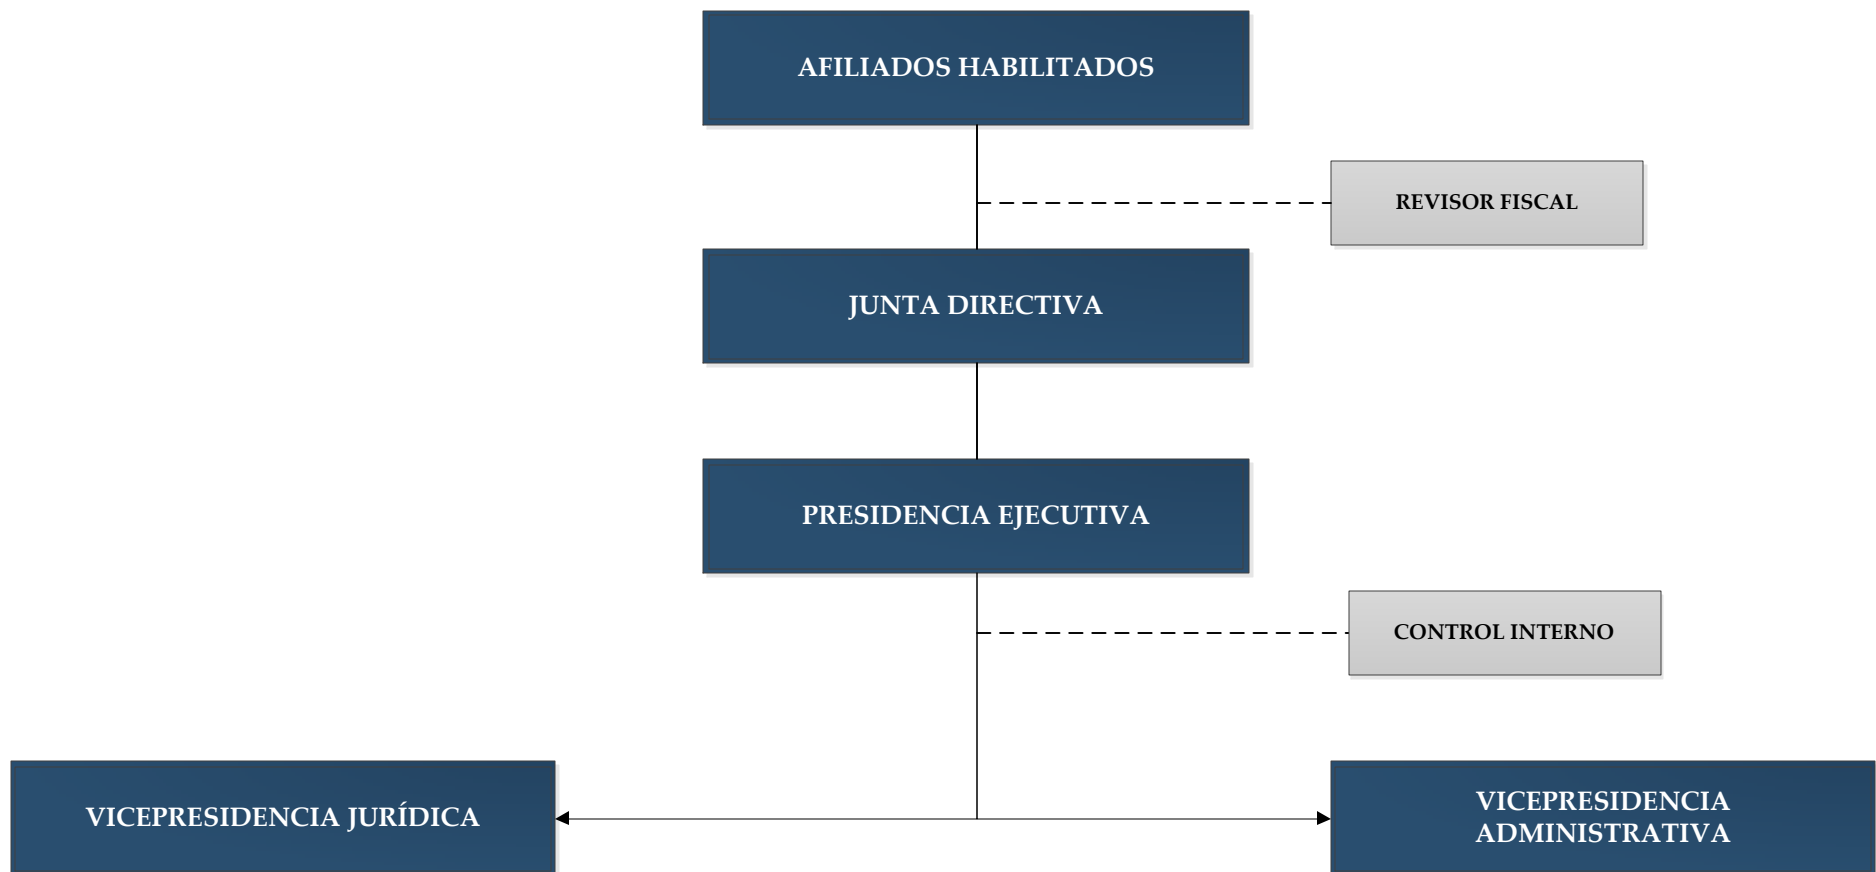 AFILIADOS HABILITADOS
REVISOR FISCAL
JUNTA DIRECTIVA
PRESIDENCIA EJECUTIVA
CONTROL INTERNO
VICEPRESIDENCIA JURÍDICA
VICEPRESIDENCIA
ADMINISTRATIVA